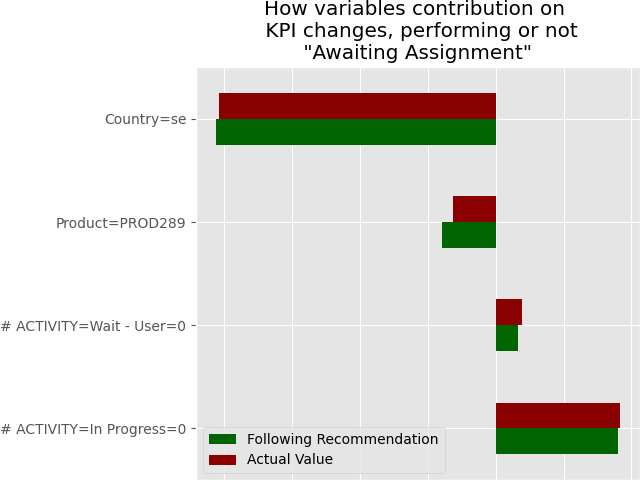 How variables contribution on
KPI changes, performing or not
"Awaiting Assignment"
Country=se
Product=PROD289
# ACTIVITY=Wait - User=0
# ACTIVITY=In Progress=0
Following Recommendation
Actual Value